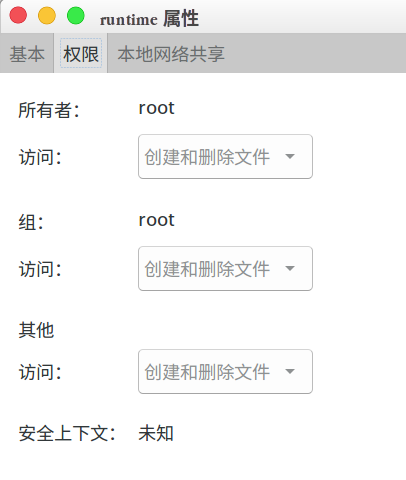 runtime 属性
基本 权限 本地网络共享
所有者： root
访问： 创建和删除文件
组： root
访问： 创建和删除文件
其他
访问： 创建和删除文件
安全上下文： 未知